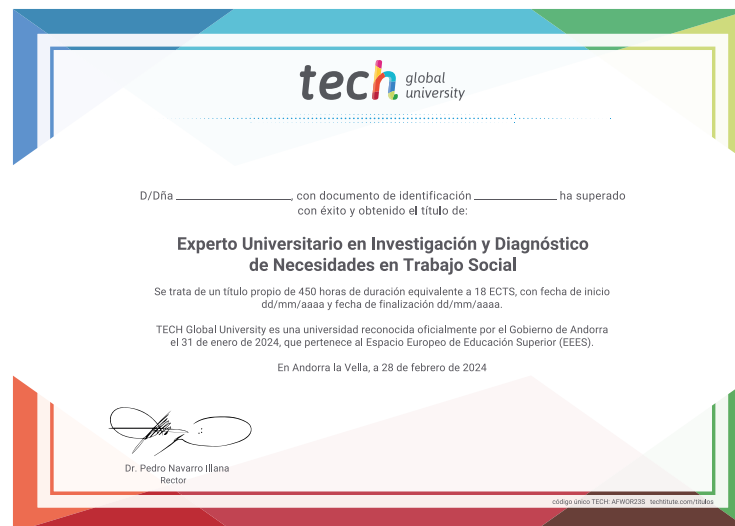 tech global university
D/Dña ____________, con documento de identificación ____________ ha superado
con éxito y obtenido el título de:
Experto Universitario en Investigación y Diagnóstico
de Necesidades en Trabajo Social
Se trata de un título propio de 450 horas de duración equivalente a 18 ECTS, con fecha de inicio
dd/mm/aaaa y fecha de finalización dd/mm/aaaa.
TECH Global University es una universidad reconocida oficialmente por el Gobierno de Andorra
el 31 de enero de 2024, que pertenece al Espacio Europeo de Educación Superior (EEES).
En Andorra la Vella, a 28 de febrero de 2024
Dr. Pedro Navarro Illana
Rector
código único TECH: AFWOR23S techtitute.com/titulos